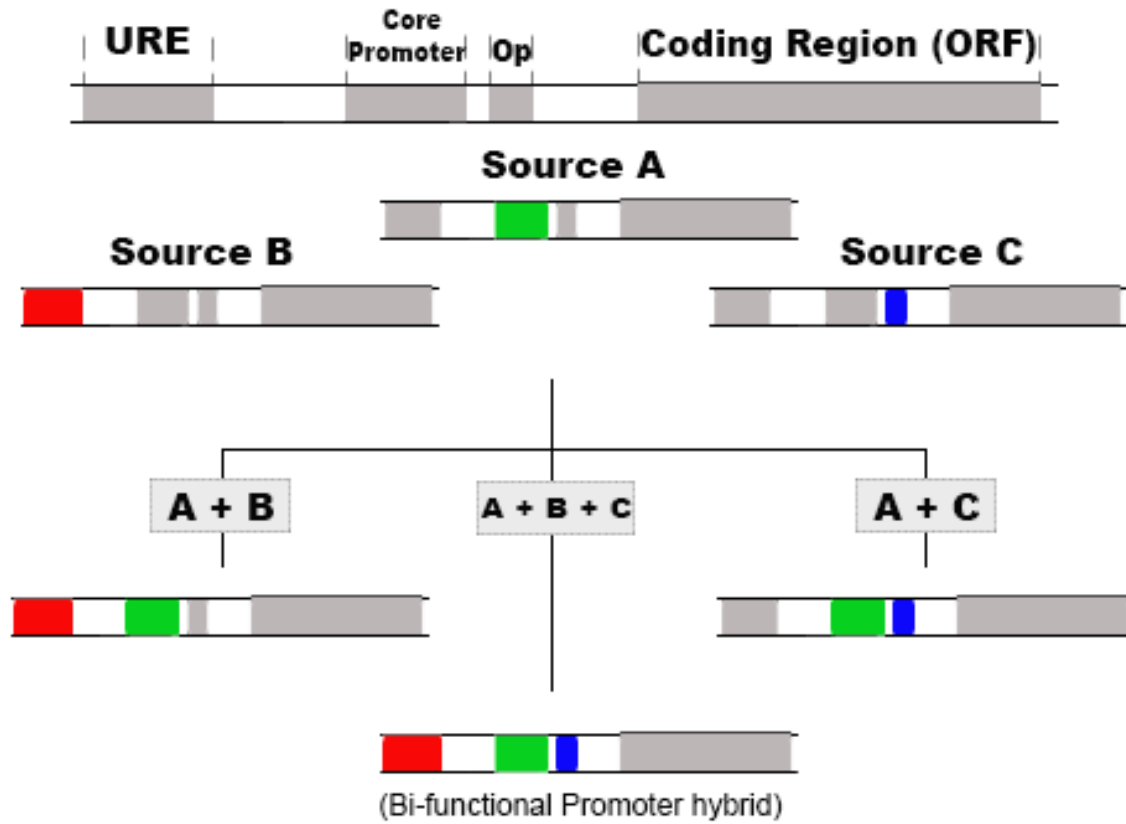 URE
Core
Promoter
Op
Coding Region (ORF)
Source A
Source B
Source C
A + B
A + B + C
A + C
(Bi-functional Promoter hybrid)